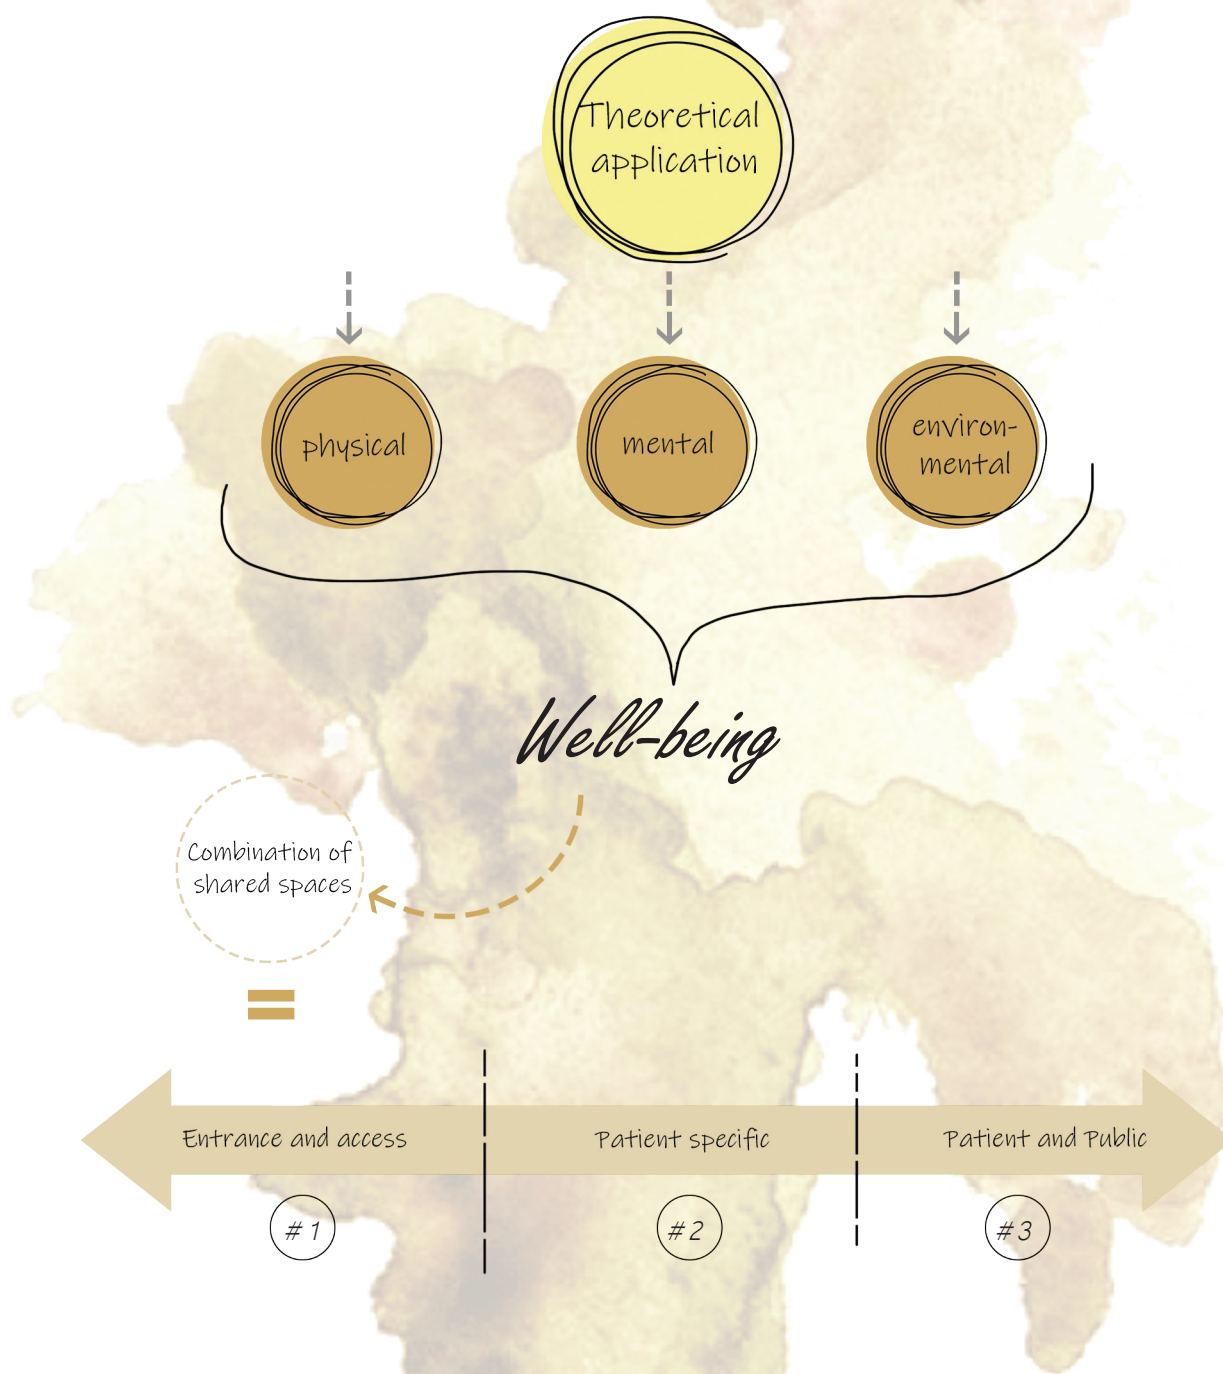 Theoretical
application
physical
mental
environ-
mental
Well-being
Combination of
shared spaces
=
Entrance and access
Patient specific
Patient and Public
#1
#2
#3